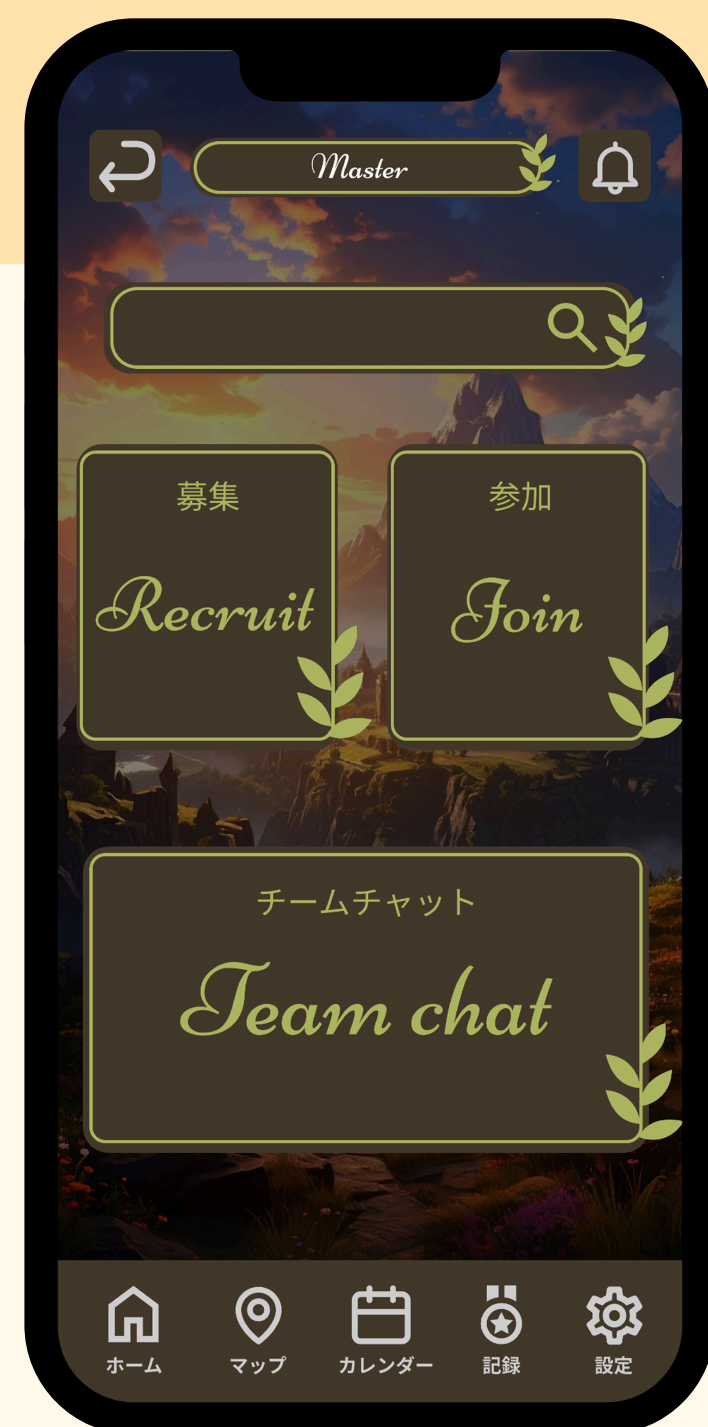 Master
募集
Recruit
参加
Join
チームチャット
Team chat
ホーム
マップ
カレンダー
記録
設定